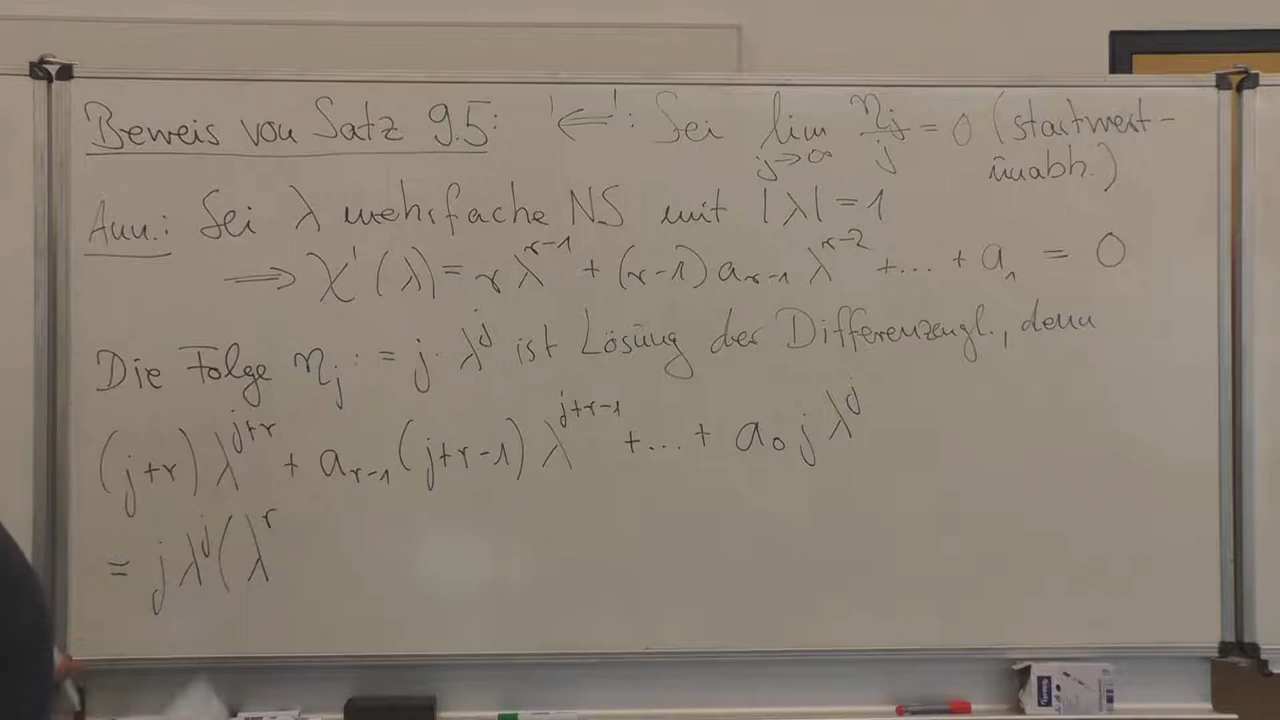 Beweis von Satz 9.5: '⇐': Sei lim_{j→∞} η_j/j = 0 (startwert-
unabh.)
Ann.: Sei λ mehrfache NS mit |λ| = 1
⟹ χ'(λ) = rλ^{r-1} + (r-1) a_{r-1} λ^{r-2} + ... + a_1 = 0
Die Folge η_j := j · λ^j ist Lösung der Differenzengl., denn
(j+r) λ^{j+r} + a_{r-1} (j+r-1) λ^{j+r-1} + ... + a_0 j λ^j
= j λ^j (λ^r